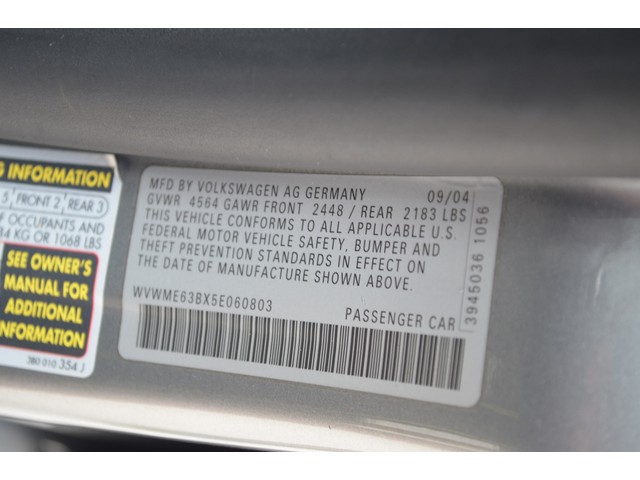 G INFORMATION
5 FRONT 2 REAR 3
OCCUPANTS AND
KG OR 1068 LBS
SEE OWNER'S
MANUAL FOR
ADDITIONAL
INFORMATION
3B0 010 354 J
MFD BY VOLKSWAGEN AG GERMANY 09/04
GVWR 4564 GAWR FRONT 2448 / REAR 2183 LBS
THIS VEHICLE CONFORMS TO ALL APPLICABLE U.S.
FEDERAL MOTOR VEHICLE SAFETY, BUMPER AND
THEFT PREVENTION STANDARDS IN EFFECT ON
THE DATE OF MANUFACTURE SHOWN ABOVE.
WVWME63BX5E060803 PASSENGER CAR
3945036 1056